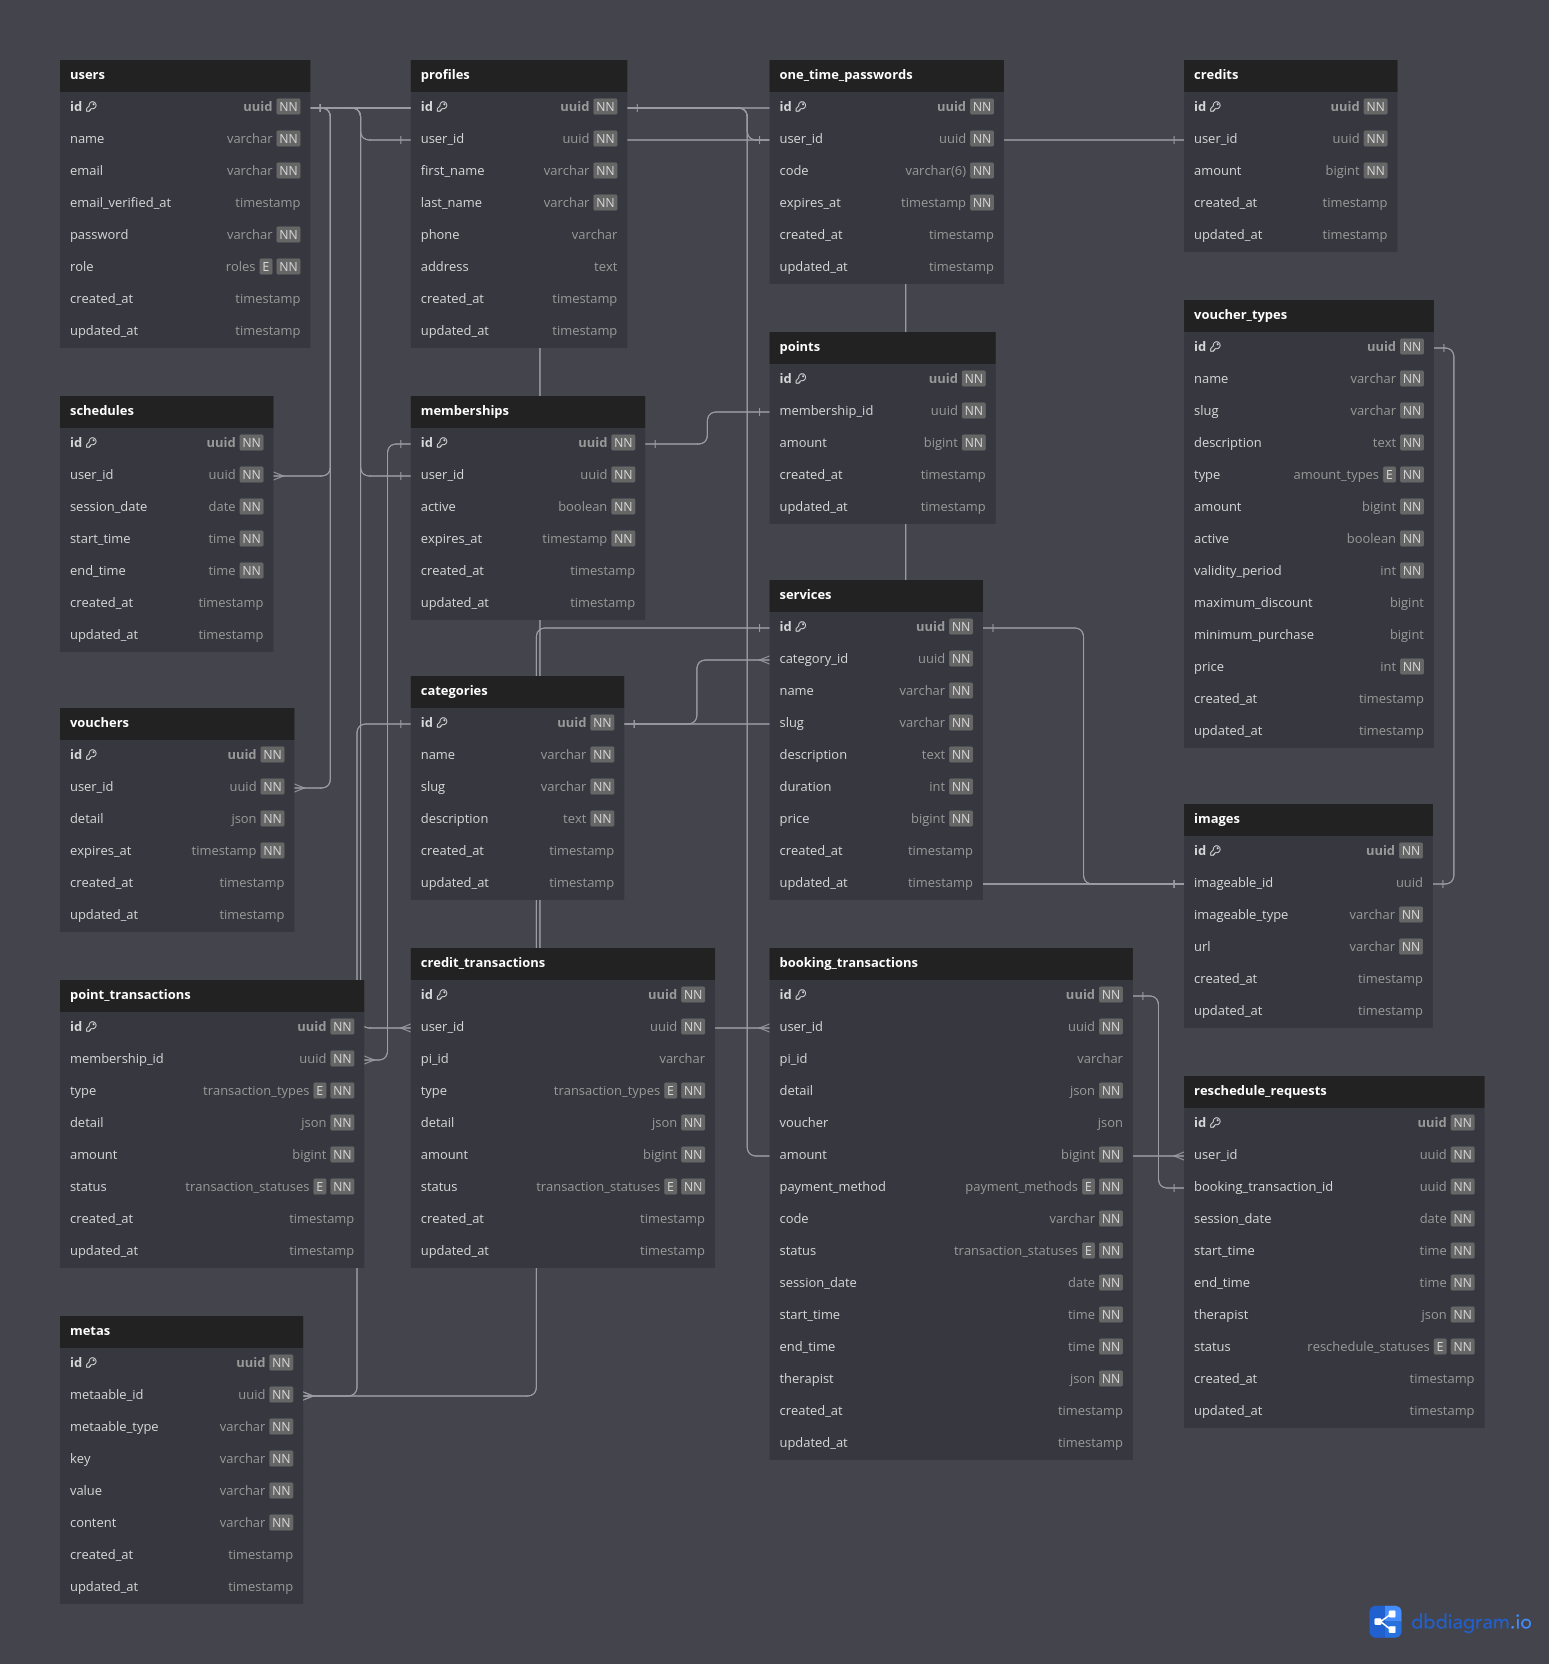 users
id uuid NN
name varchar NN
email varchar NN
email_verified_at timestamp
password varchar NN
role roles E NN
created_at timestamp
updated_at timestamp
profiles
id uuid NN
user_id uuid NN
first_name varchar NN
last_name varchar NN
phone varchar
address text
created_at timestamp
updated_at timestamp
one_time_passwords
id uuid NN
user_id uuid NN
code varchar(6) NN
expires_at timestamp NN
created_at timestamp
updated_at timestamp
credits
id uuid NN
user_id uuid NN
amount bigint NN
created_at timestamp
updated_at timestamp
schedules
id uuid NN
user_id uuid NN
session_date date NN
start_time time NN
end_time time NN
created_at timestamp
updated_at timestamp
memberships
id uuid NN
user_id uuid NN
active boolean NN
expires_at timestamp NN
created_at timestamp
updated_at timestamp
points
id uuid NN
membership_id uuid NN
amount bigint NN
created_at timestamp
updated_at timestamp
voucher_types
id uuid NN
name varchar NN
slug varchar NN
description text NN
type amount_types E NN
amount bigint NN
active boolean NN
validity_period int NN
maximum_discount bigint
minimum_purchase bigint
price int NN
created_at timestamp
updated_at timestamp
vouchers
id uuid NN
user_id uuid NN
detail json NN
expires_at timestamp NN
created_at timestamp
updated_at timestamp
categories
id uuid NN
name varchar NN
slug varchar NN
description text NN
created_at timestamp
updated_at timestamp
services
id uuid NN
category_id uuid NN
name varchar NN
slug varchar NN
description text NN
duration int NN
price bigint NN
created_at timestamp
updated_at timestamp
images
id uuid NN
imageable_id uuid
imageable_type varchar NN
url varchar NN
created_at timestamp
updated_at timestamp
point_transactions
id uuid NN
membership_id uuid NN
type transaction_types E NN
detail json NN
amount bigint NN
status transaction_statuses E NN
created_at timestamp
updated_at timestamp
credit_transactions
id uuid NN
user_id uuid NN
pi_id varchar
type transaction_types E NN
detail json NN
amount bigint NN
status transaction_statuses E NN
created_at timestamp
updated_at timestamp
booking_transactions
id uuid NN
user_id uuid NN
pi_id varchar
detail json NN
voucher json
amount bigint NN
payment_method payment_methods E NN
code varchar NN
status transaction_statuses E NN
session_date date NN
start_time time NN
end_time time NN
therapist json NN
created_at timestamp
updated_at timestamp
reschedule_requests
id uuid NN
user_id uuid NN
booking_transaction_id uuid NN
session_date date NN
start_time time NN
end_time time NN
therapist json NN
status reschedule_statuses E NN
created_at timestamp
updated_at timestamp
metas
id uuid NN
metaable_id uuid NN
metaable_type varchar NN
key varchar NN
value varchar NN
content varchar NN
created_at timestamp
updated_at timestamp
dbdiagram.io